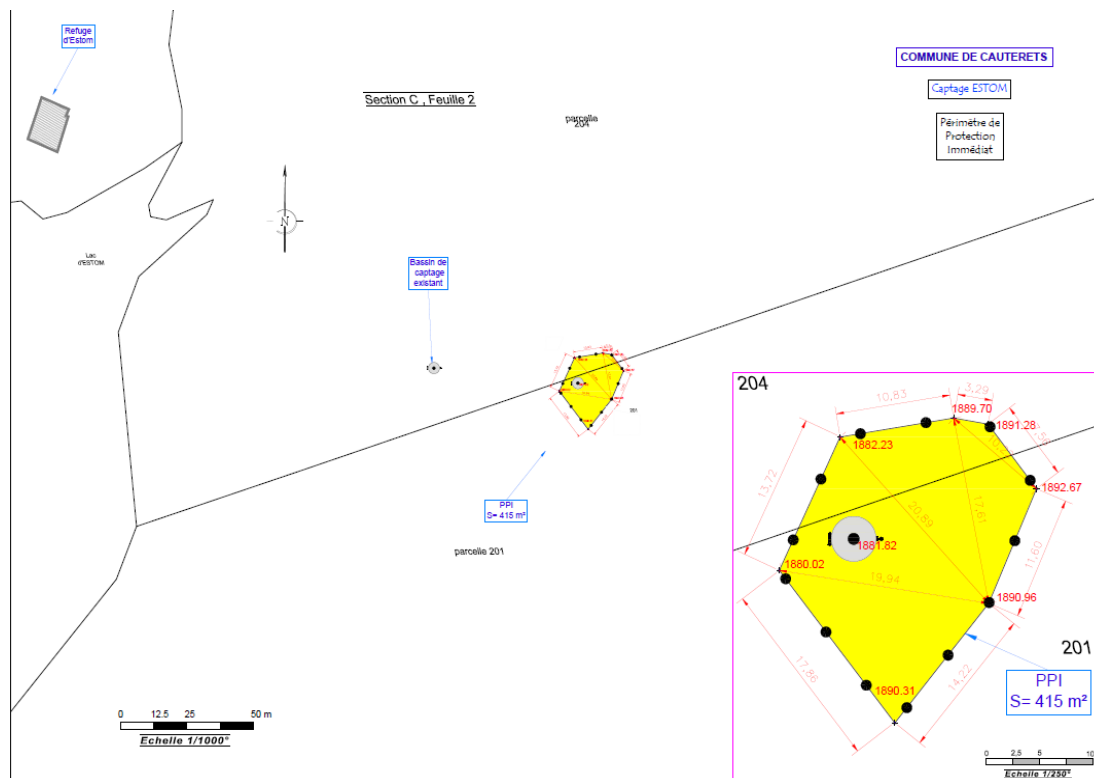 Refuge
d'Estom
COMMUNE DE CAUTERETS
Captage ESTOM
Périmètre de
Protection
Immédiat
Section C , Feuille 2
parcelle
204
N
Lac
d'ESTOM
Bassin de
captage
existant
PPI
S= 415 m²
parcelle 201
0 12.5 25 50 m
Echelle 1/1000°
204
10,83
3,29
1889.70
1891.28
1882.23
1892.67
13,72
20,89
17,61
11,60
1881.82
1880.02
19,94
1890.96
17,86
14,22
1890.31
201
PPI
S= 415 m²
0 2,5 5 10
Echelle 1/250°